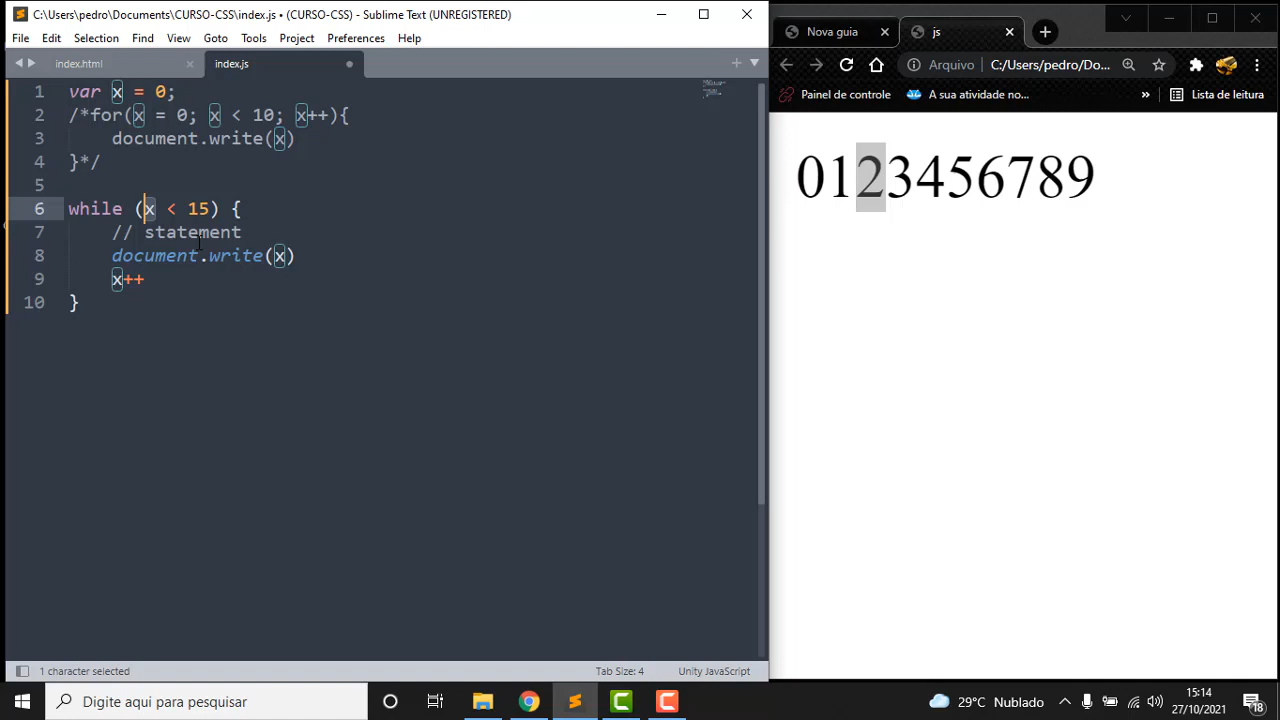 C:\Users\pedro\Documents\CURSO-CSS\index.js • (CURSO-CSS) - Sublime Text (UNREGISTERED)
File Edit Selection Find View Goto Tools Project Preferences Help
index.html index.js
1 var x = 0;
2 /*for(x = 0; x < 10; x++){
3 document.write(x)
4 }*/
5
6 while (x < 15) {
7 // statement
8 document.write(x)
9 x++
10 }
1 character selected Tab Size: 4 Unity JavaScript
Nova guia js
Arquivo C:/Users/pedro/Do...
Painel de controle A sua atividade no... » Lista de leitura
0123456789
Digite aqui para pesquisar 29°C Nublado 15:14
27/10/2021 18